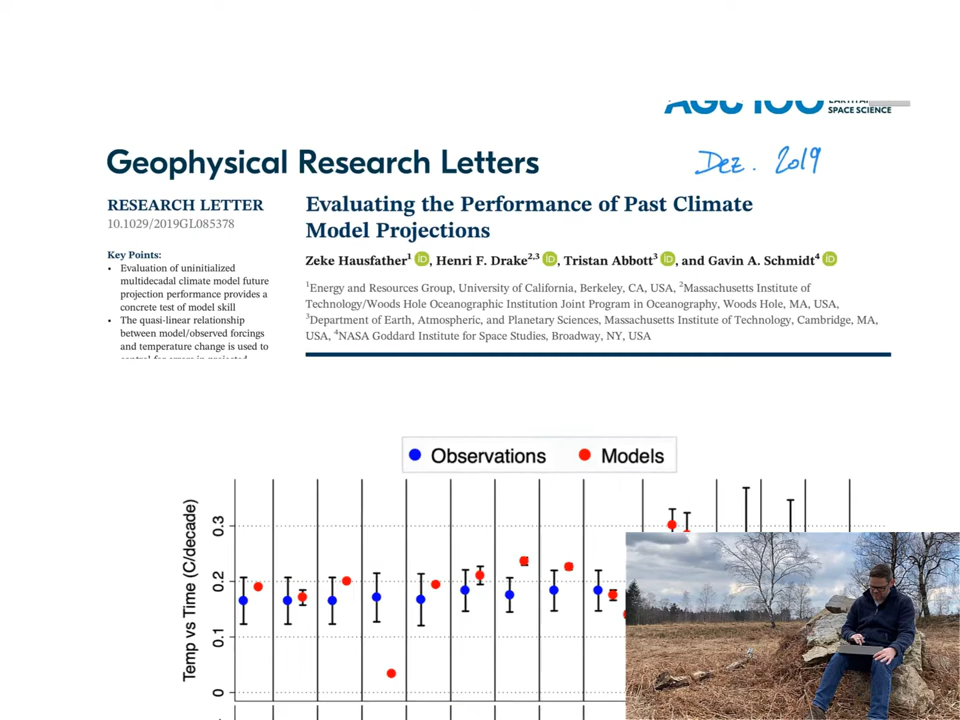 SPACE SCIENCE
Geophysical Research Letters
Dez. 2019
RESEARCH LETTER
10.1029/2019GL085378
Key Points:
• Evaluation of uninitialized
multidecadal climate model future
projection performance provides a
concrete test of model skill
• The quasi-linear relationship
between model/observed forcings
and temperature change is used to
Evaluating the Performance of Past Climate
Model Projections
Zeke Hausfather1, Henri F. Drake2,3, Tristan Abbott3, and Gavin A. Schmidt4
1Energy and Resources Group, University of California, Berkeley, CA, USA, 2Massachusetts Institute of
Technology/Woods Hole Oceanographic Institution Joint Program in Oceanography, Woods Hole, MA, USA,
3Department of Earth, Atmospheric, and Planetary Sciences, Massachusetts Institute of Technology, Cambridge, MA,
USA, 4NASA Goddard Institute for Space Studies, Broadway, NY, USA
Observations Models
Temp vs Time (C/decade)
0.3
0.2
0.1
0